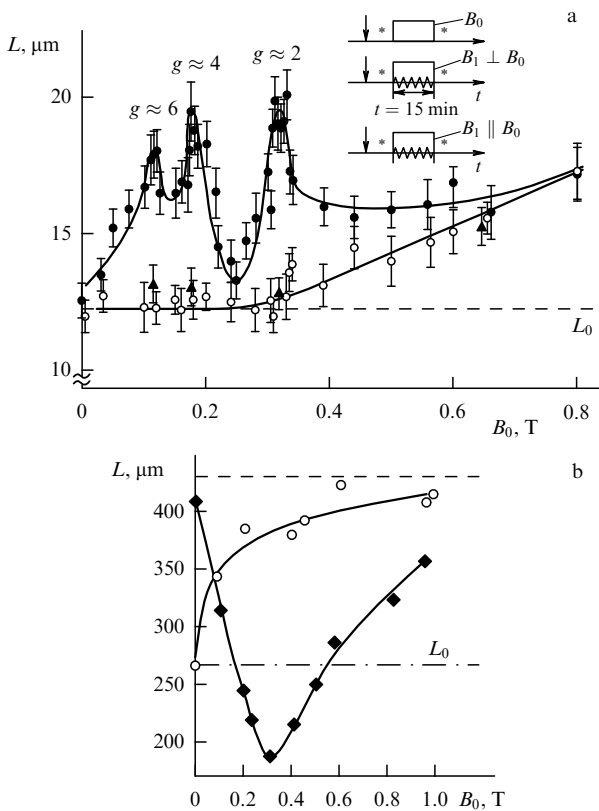 a
L, μm
20
15
10
0
0.2
0.4
0.6
0.8
B₀, T
g ≈ 6
g ≈ 4
g ≈ 2
L₀
* * B₀
* * B₁ ⊥ B₀
t
t = 15 min
* * B₁ ∥ B₀
t
b
L, μm
400
350
300
250
200
L₀
0
0.2
0.4
0.6
0.8
1.0
B₀, T